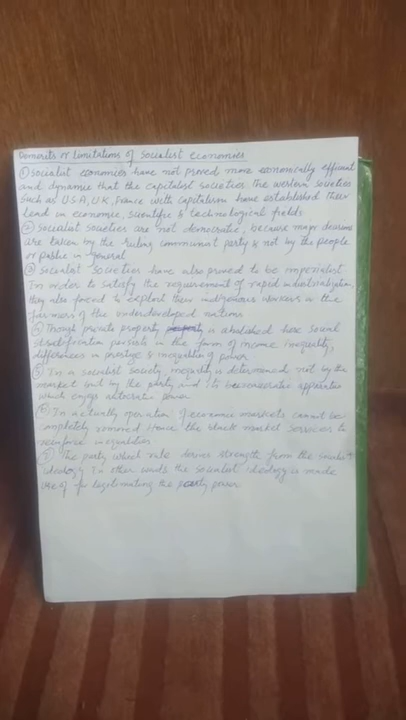 Demerits or limitations of Socialist economies
① Socialist economies have not proved more economically efficient
and dynamic that the capitalist societies the western societies
such as USA, UK, France with capitalism have established their
lead in economic, scientific & technological fields.
② Socialist societies are not democratic, because major decisions
are taken by the ruling communist party & not by the people
or public in general
③ Socialist Societies have also proved to be imperialist
In order to satisfy the requirement of rapid industrialization,
they also forced to exploit their indigenous workers or the
farmers of the underdeveloped nations
④ Though private property is abolished here social
stratification persists in the form of income inequality,
differences in prestige & inequalities of power
⑤ In a socialist society, inequality is determined not by the
market but by the party and its bureaucratic apparatus
which enjoys autocratic power
⑥ In actually operation of economic markets cannot be
completely removed Hence the black market services to
reinforce inequalities
⑦ The party which rule derives strength from the
ideology In other words the socialist ideology is made
use of for legitimating the party power